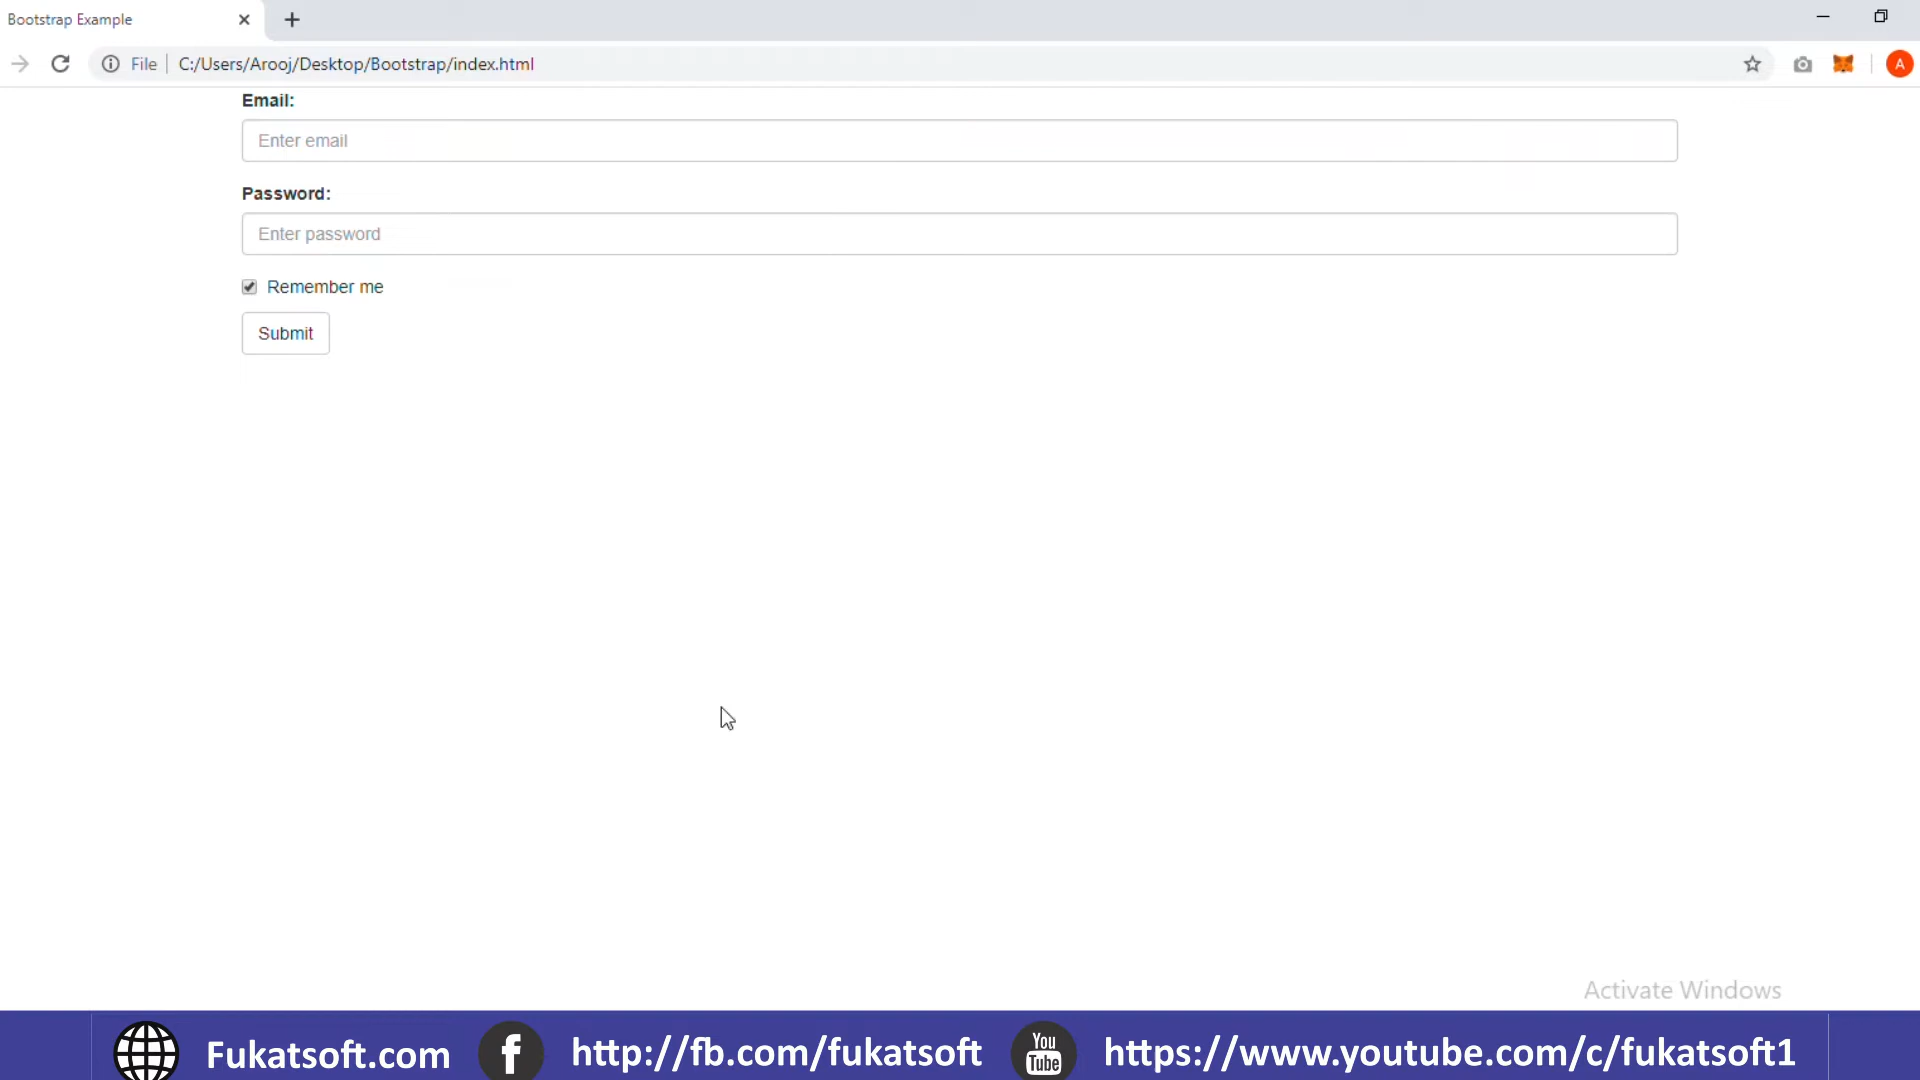 Bootstrap Example
File C:/Users/Arooj/Desktop/Bootstrap/index.html
A
Email:
Enter email
Password:
Enter password
Remember me
Submit
Activate Windows
Fukatsoft.com f http://fb.com/fukatsoft You Tube https://www.youtube.com/c/fukatsoft1